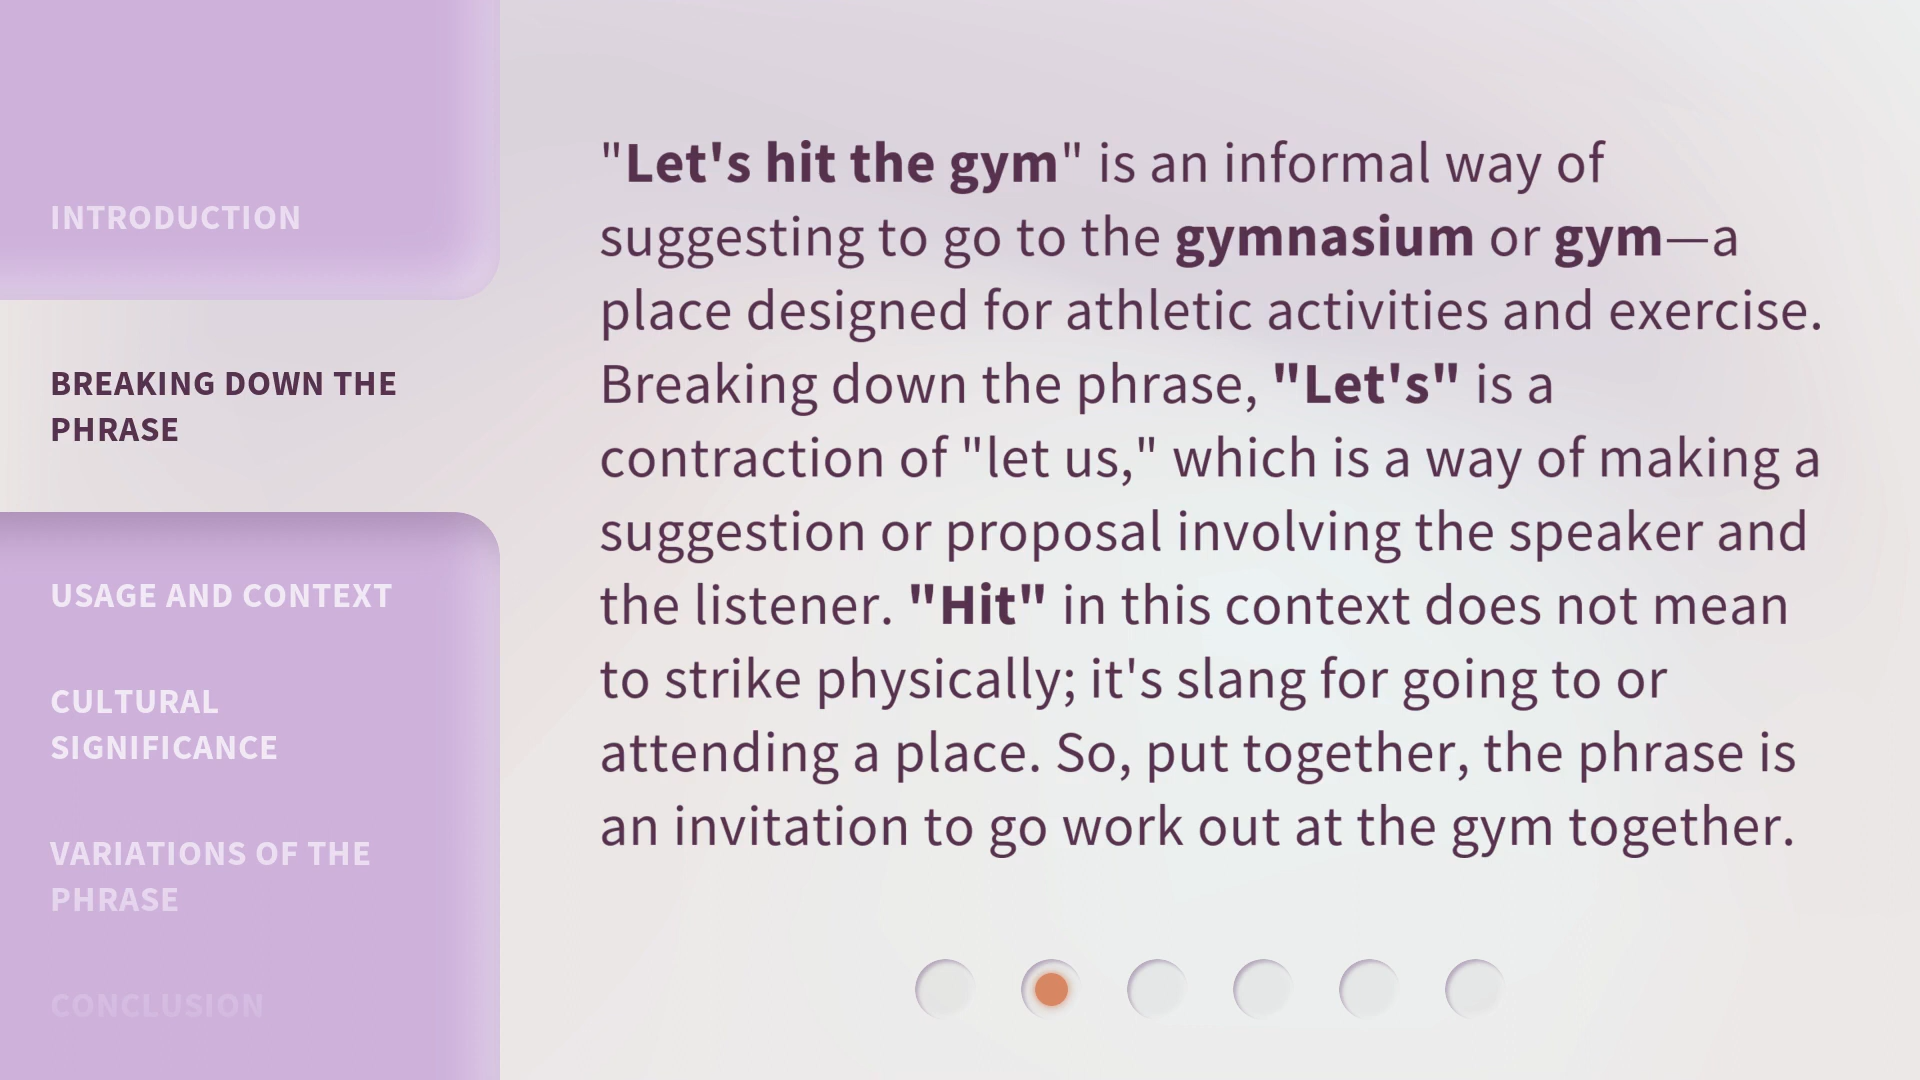 INTRODUCTION
BREAKING DOWN THE
PHRASE
USAGE AND CONTEXT
CULTURAL
SIGNIFICANCE
VARIATIONS OF THE
PHRASE
CONCLUSION
"Let's hit the gym" is an informal way of
suggesting to go to the gymnasium or gym—a
place designed for athletic activities and exercise.
Breaking down the phrase, "Let's" is a
contraction of "let us," which is a way of making a
suggestion or proposal involving the speaker and
the listener. "Hit" in this context does not mean
to strike physically; it's slang for going to or
attending a place. So, put together, the phrase is
an invitation to go work out at the gym together.